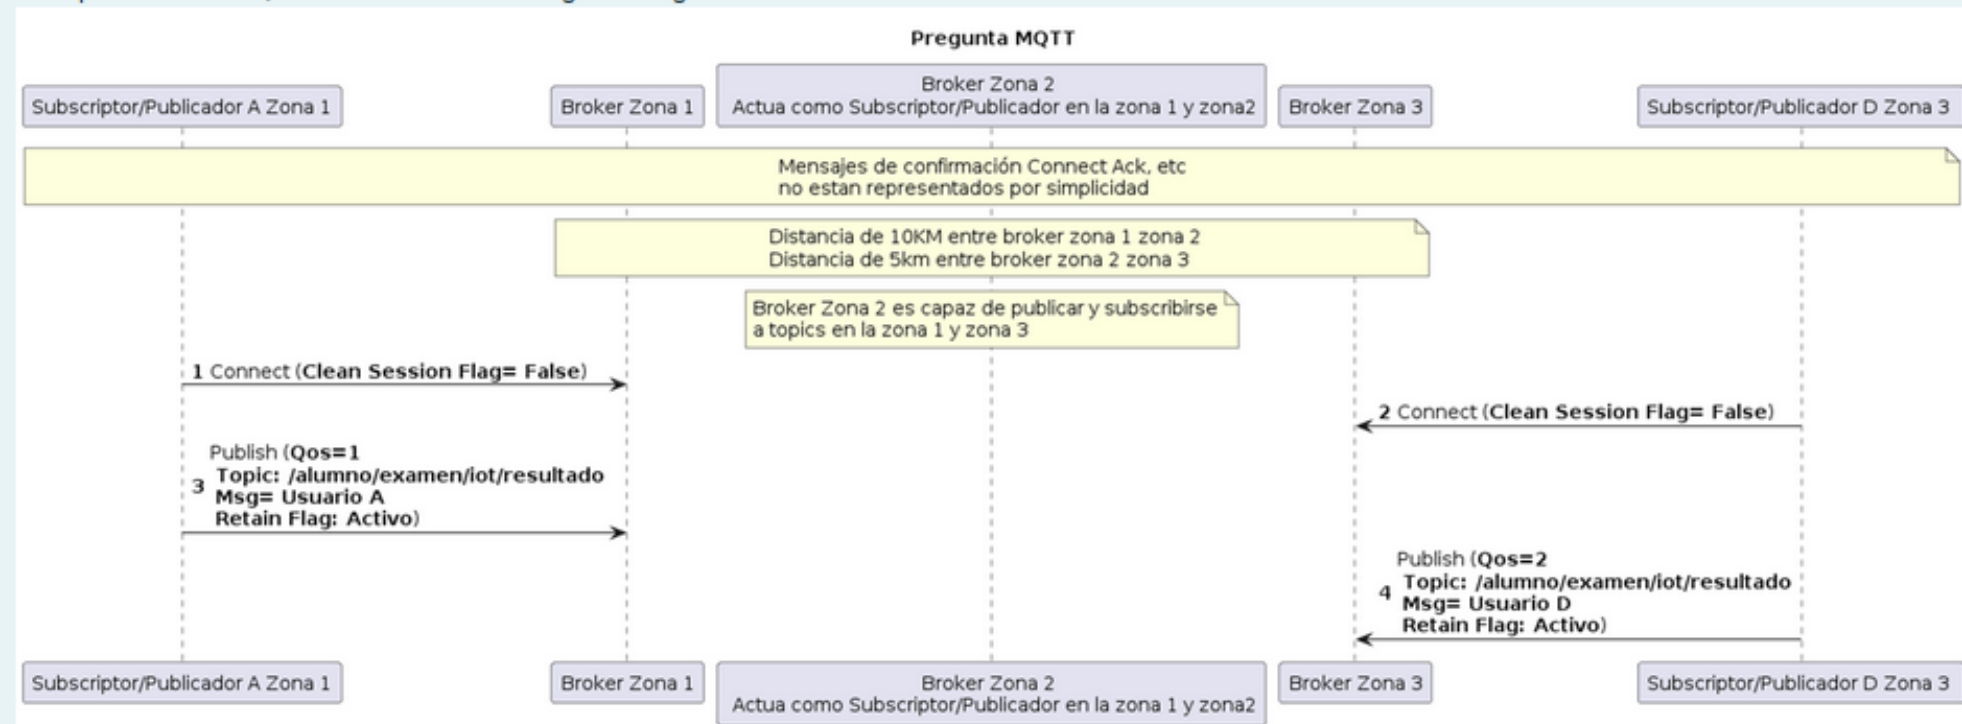 Pregunta MQTT
Subscriptor/Publicador A Zona 1
Broker Zona 1
Broker Zona 2
Actua como Subscriptor/Publicador en la zona 1 y zona2
Broker Zona 3
Subscriptor/Publicador D Zona 3
Mensajes de confirmación Connect Ack, etc
no estan representados por simplicidad
Distancia de 10KM entre broker zona 1 zona 2
Distancia de 5km entre broker zona 2 zona 3
Broker Zona 2 es capaz de publicar y subscribirse
a topics en la zona 1 y zona 3
1 Connect (Clean Session Flag= False)
2 Connect (Clean Session Flag= False)
Publish (Qos=1
Topic: /alumno/examen/iot/resultado
3
Msg= Usuario A
Retain Flag: Activo)
Publish (Qos=2
Topic: /alumno/examen/iot/resultado
4
Msg= Usuario D
Retain Flag: Activo)
Subscriptor/Publicador A Zona 1
Broker Zona 1
Broker Zona 2
Actua como Subscriptor/Publicador en la zona 1 y zona2
Broker Zona 3
Subscriptor/Publicador D Zona 3